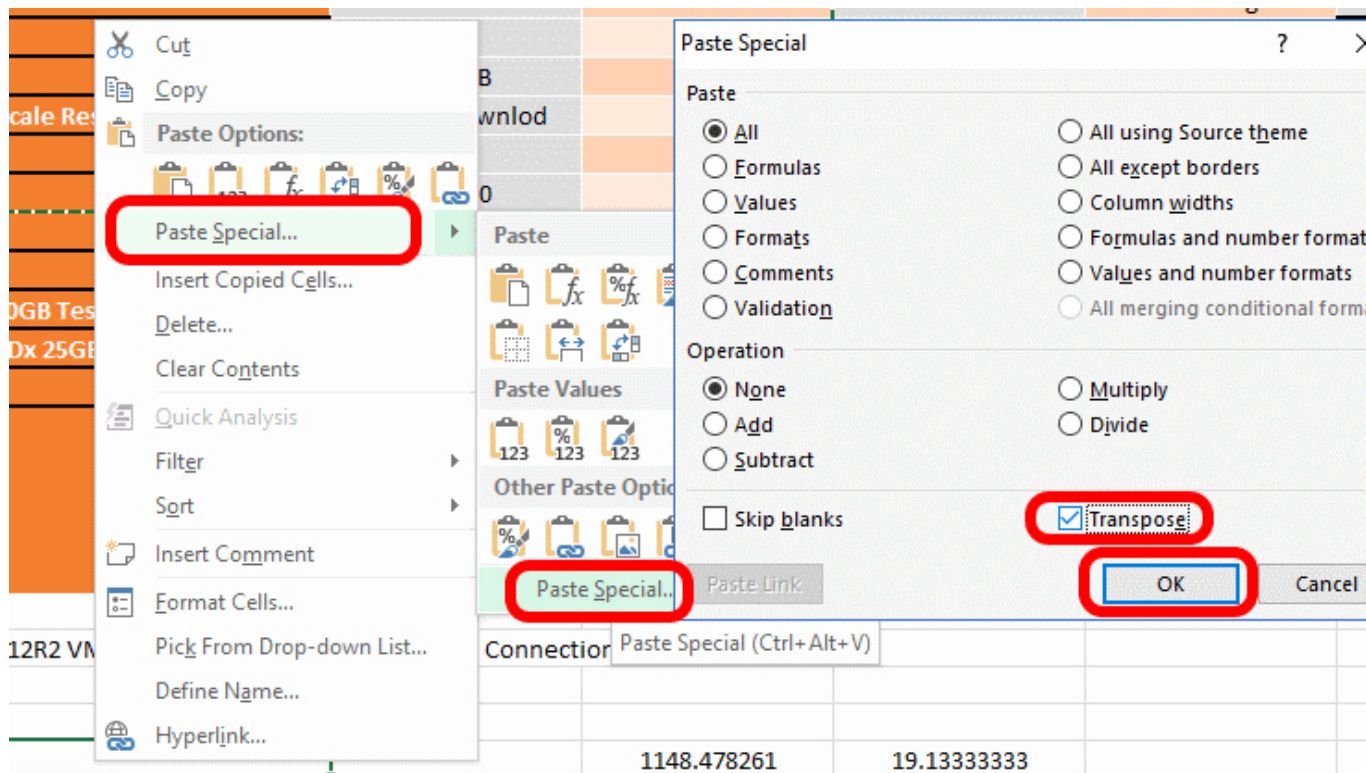 Cut
Copy
Paste Options:
Paste Special...
Insert Copied Cells...
Delete...
Clear Contents
Quick Analysis
Filter
Sort
Insert Comment
Format Cells...
Pick From Drop-down List...
Define Name...
Hyperlink...
cale Res
0GB Tes
0x 25GB
12R2 VM
B
wnlod
0
Paste
Paste Values
123 123 123
Other Paste Optio
Paste Special...
Paste Special (Ctrl+Alt+V)
Connection
1148.478261 19.13333333
Paste Special ? X
Paste
All All using Source theme
Formulas All except borders
Values Column widths
Formats Formulas and number format
Comments Values and number formats
Validation All merging conditional forma
Operation
None Multiply
Add Divide
Subtract
Skip blanks Transpose
Paste Link OK Cancel